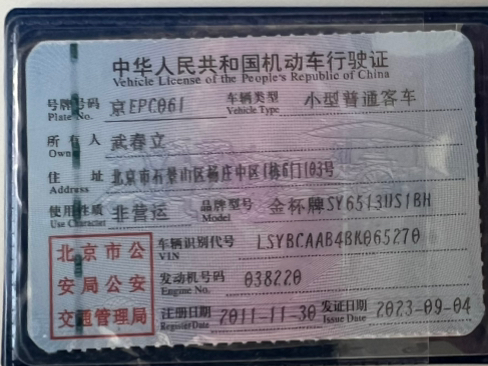 中华人民共和国机动车行驶证
Vehicle License of the People's Republic of China
号牌号码 京EPC061 车辆类型 小型普通客车
Plate No. Vehicle Type
所有人 武春立
Owner
住址 北京市石景山区杨庄中区6栋6门103号
Address
使用性质 非营运 品牌型号 金杯牌SY6513US1BH
Use Character Model
北京市公安局公安交通管理局
车辆识别代号 LSYBCAAB4BK065270
VIN
发动机号码 038220
Engine No.
注册日期 2011-11-30 发证日期 2023-09-04
Register Date Issue Date